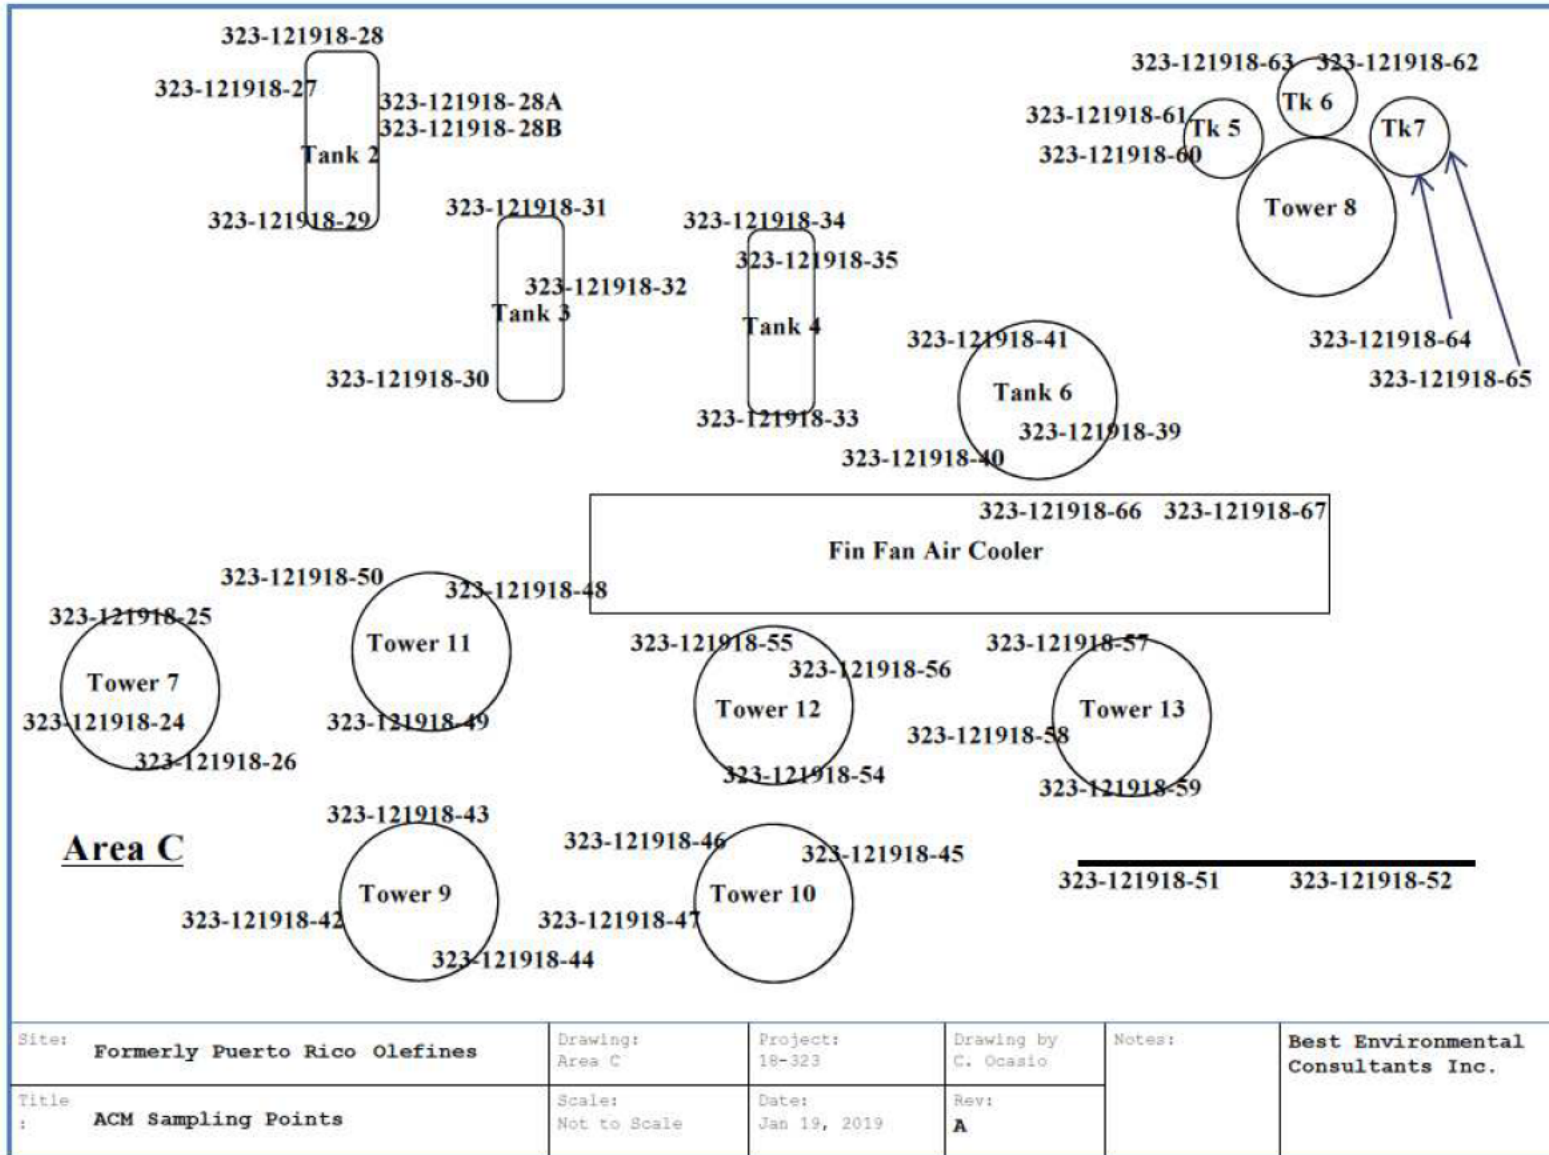 323-121918-28
323-121918-27
323-121918-28A
323-121918-28B
Tank 2
323-121918-29
323-121918-31
323-121918-32
Tank 3
323-121918-30
323-121918-34
323-121918-35
Tank 4
323-121918-33
323-121918-63
323-121918-62
Tk 6
323-121918-61
Tk 5
323-121918-60
Tk7
Tower 8
323-121918-64
323-121918-65
323-121918-41
Tank 6
323-121918-39
323-121918-40
323-121918-66
323-121918-67
Fin Fan Air Cooler
323-121918-25
Tower 7
323-121918-24
323-121918-26
323-121918-50
323-121918-48
Tower 11
323-121918-49
323-121918-55
323-121918-56
Tower 12
323-121918-54
323-121918-57
Tower 13
323-121918-58
323-121918-59
Area C
323-121918-43
Tower 9
323-121918-42
323-121918-44
323-121918-46
323-121918-45
Tower 10
323-121918-47
323-121918-51
323-121918-52
Site: Formerly Puerto Rico Olefines
Drawing:
Area C
Project:
18-323
Drawing by
C. Ocasio
Notes:
Best Environmental
Consultants Inc.
Title
: ACM Sampling Points
Scale:
Not to Scale
Date:
Jan 19, 2019
Rev:
A